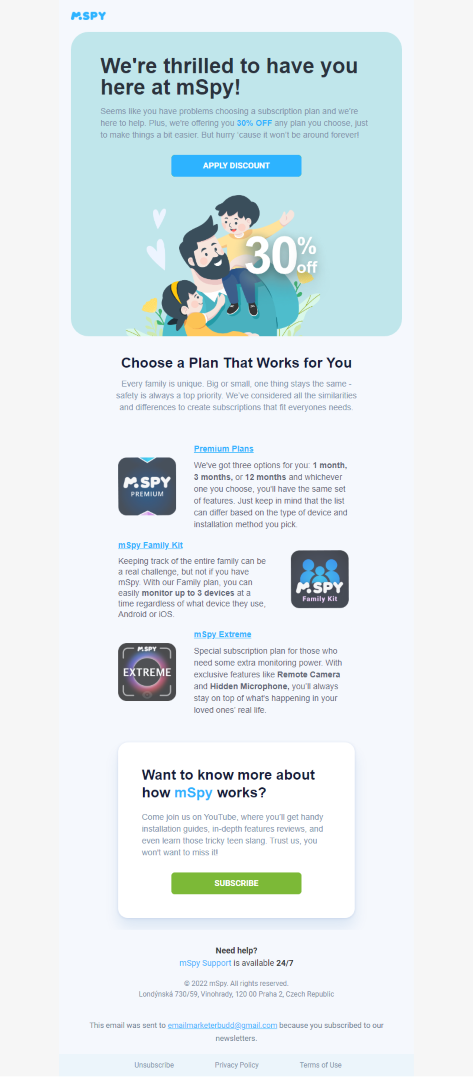 mSPY
We're thrilled to have you
here at mSpy!
Seems like you have problems choosing a subscription plan and we're
here to help. Plus, we're offering you 30% OFF any plan you choose, just
to make things a bit easier. But hurry 'cause it won't be around forever!
APPLY DISCOUNT
30%
off
Choose a Plan That Works for You
Every family is unique. Big or small, one thing stays the same -
safety is always a top priority. We've considered all the similarities
and differences to create subscriptions that fit everyones needs.
mSPY
PREMIUM
Premium Plans
We've got three options for you: 1 month,
3 months, or 12 months and whichever
one you choose, you'll have the same set
of features. Just keep in mind that the list
can differ based on the type of device and
installation method you pick.
mSpy Family Kit
Keeping track of the entire family can be
a real challenge, but not if you have
mSpy. With our Family plan, you can
easily monitor up to 3 devices at a
time regardless of what device they use,
Android or iOS.
mSPY
Family Kit
mSPY
EXTREME
mSpy Extreme
Special subscription plan for those who
need some extra monitoring power. With
exclusive features like Remote Camera
and Hidden Microphone, you'll always
stay on top of what's happening in your
loved ones' real life.
Want to know more about
how mSpy works?
Come join us on YouTube, where you'll get handy
installation guides, in-depth features reviews, and
even learn those tricky teen slang. Trust us, you
won't want to miss it!
SUBSCRIBE
Need help?
mSpy Support is available 24/7
© 2022 mSpy. All rights reserved.
Londýnská 730/59, Vinohrady, 120 00 Praha 2, Czech Republic
This email was sent to emailmarketerbudd@gmail.com because you subscribed to our
newsletters.
Unsubscribe Privacy Policy Terms of Use